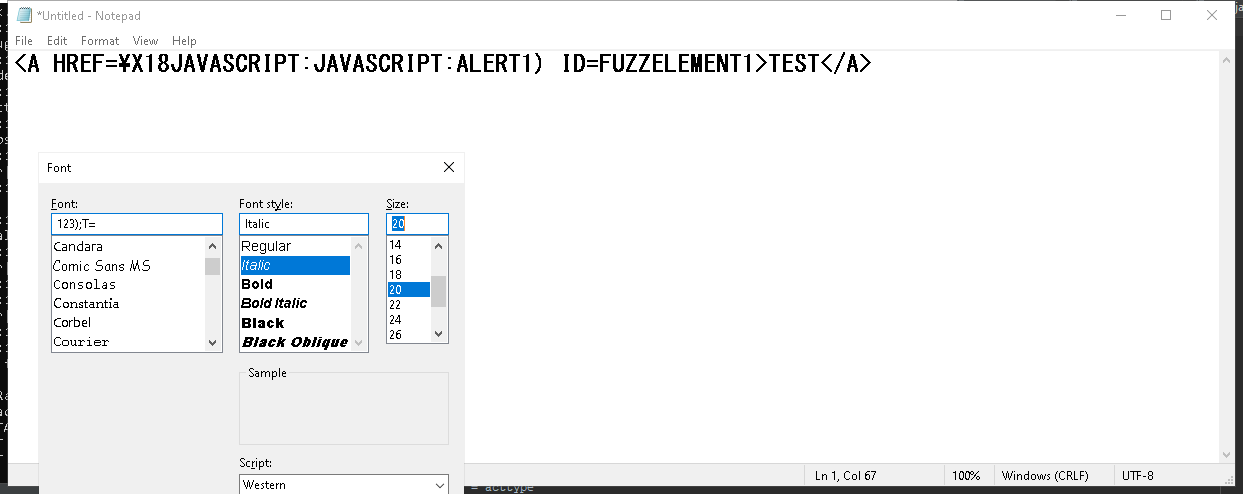 *Untitled - Notepad
File Edit Format View Help
<A HREF=¥X18JAVASCRIPT:JAVASCRIPT:ALERT1) ID=FUZZELEMENT1>TEST</A>
Font
Font:
123);T=
Candara
Comic Sans MS
Consolas
Constantia
Corbel
Courier
Font style:
Italic
Regular
Italic
Bold
Bold Italic
Black
Black Oblique
Size:
20
14
16
18
20
22
24
26
Sample
Script:
Western
Ln 1, Col 67 100% Windows (CRLF) UTF-8
= acctype